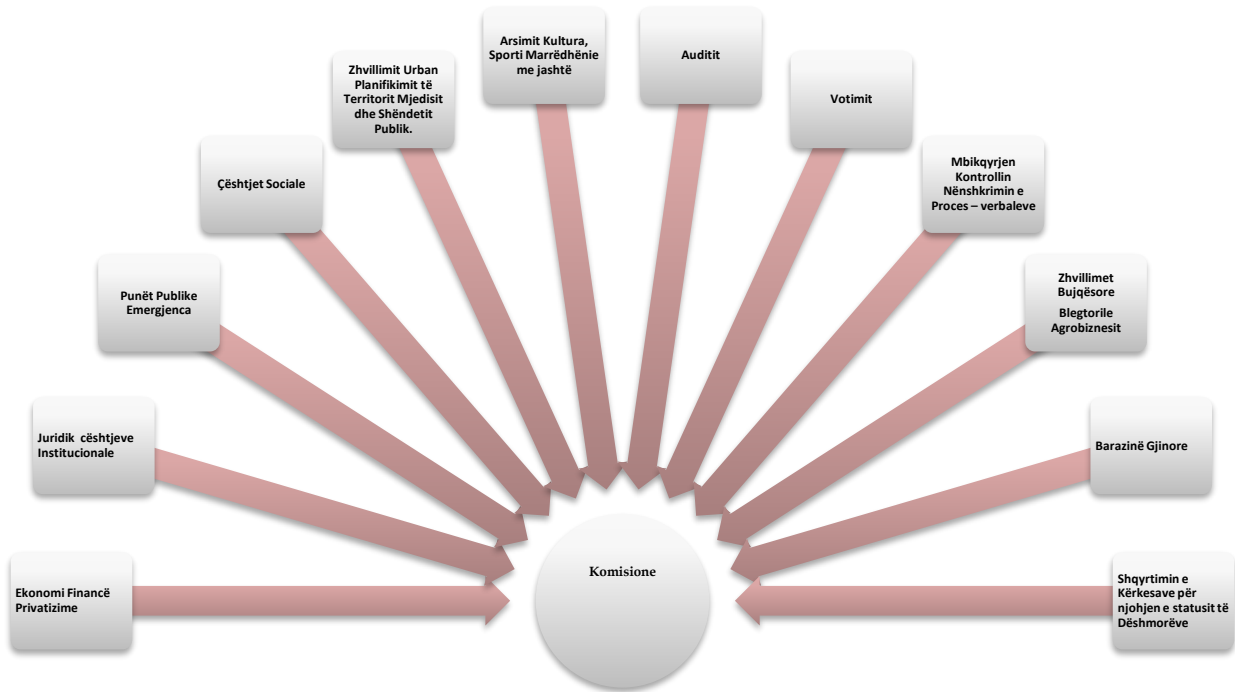 Ekonomi Financë
Privatizime
Juridik cështjeve
Institucionale
Punët Publike
Emergjenca
Çështjet Sociale
Zhvillimit Urban
Planifikimit të
Territorit Mjedisit
dhe Shëndetit
Publik.
Arsimit Kultura,
Sporti Marrëdhënie
me jashtë
Auditit
Votimit
Mbikqyrjen
Kontrollin
Nënshkrimin e
Proces – verbaleve
Zhvillimet
Bujqësore
Blegtorile
Agrobiznesit
Barazinë Gjinore
Shqyrtimin e
Kërkesave për
njohjen e statusit të
Dëshmorëve
Komisione